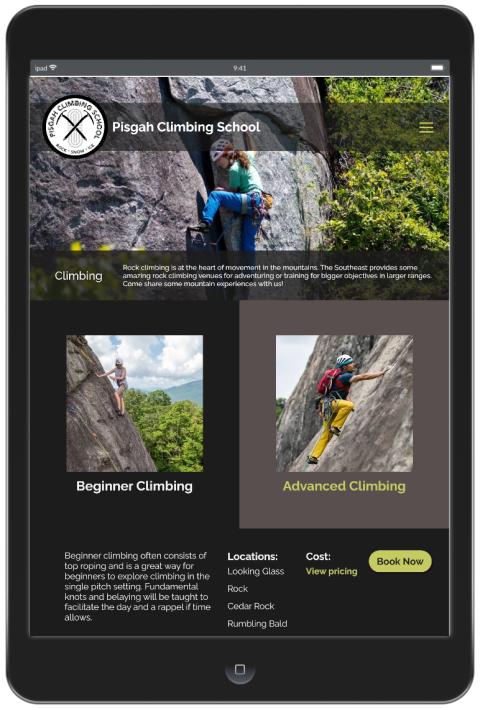 ipad
9:41
PISGAH CLIMBING SCHOOL
ROCK • SNOW • ICE
Pisgah Climbing School
Climbing
Rock climbing is at the heart of movement in the mountains. The Southeast provides some
amazing rock climbing venues for adventuring or training for bigger objectives in larger ranges.
Come share some mountain experiences with us!
Beginner Climbing
Advanced Climbing
Beginner climbing often consists of
top roping and is a great way for
beginners to explore climbing in the
single pitch setting. Fundamental
knots and belaying will be taught to
facilitate the day and a rappel if time
allows.
Locations:
Looking Glass
Rock
Cedar Rock
Rumbling Bald
Cost:
View pricing
Book Now